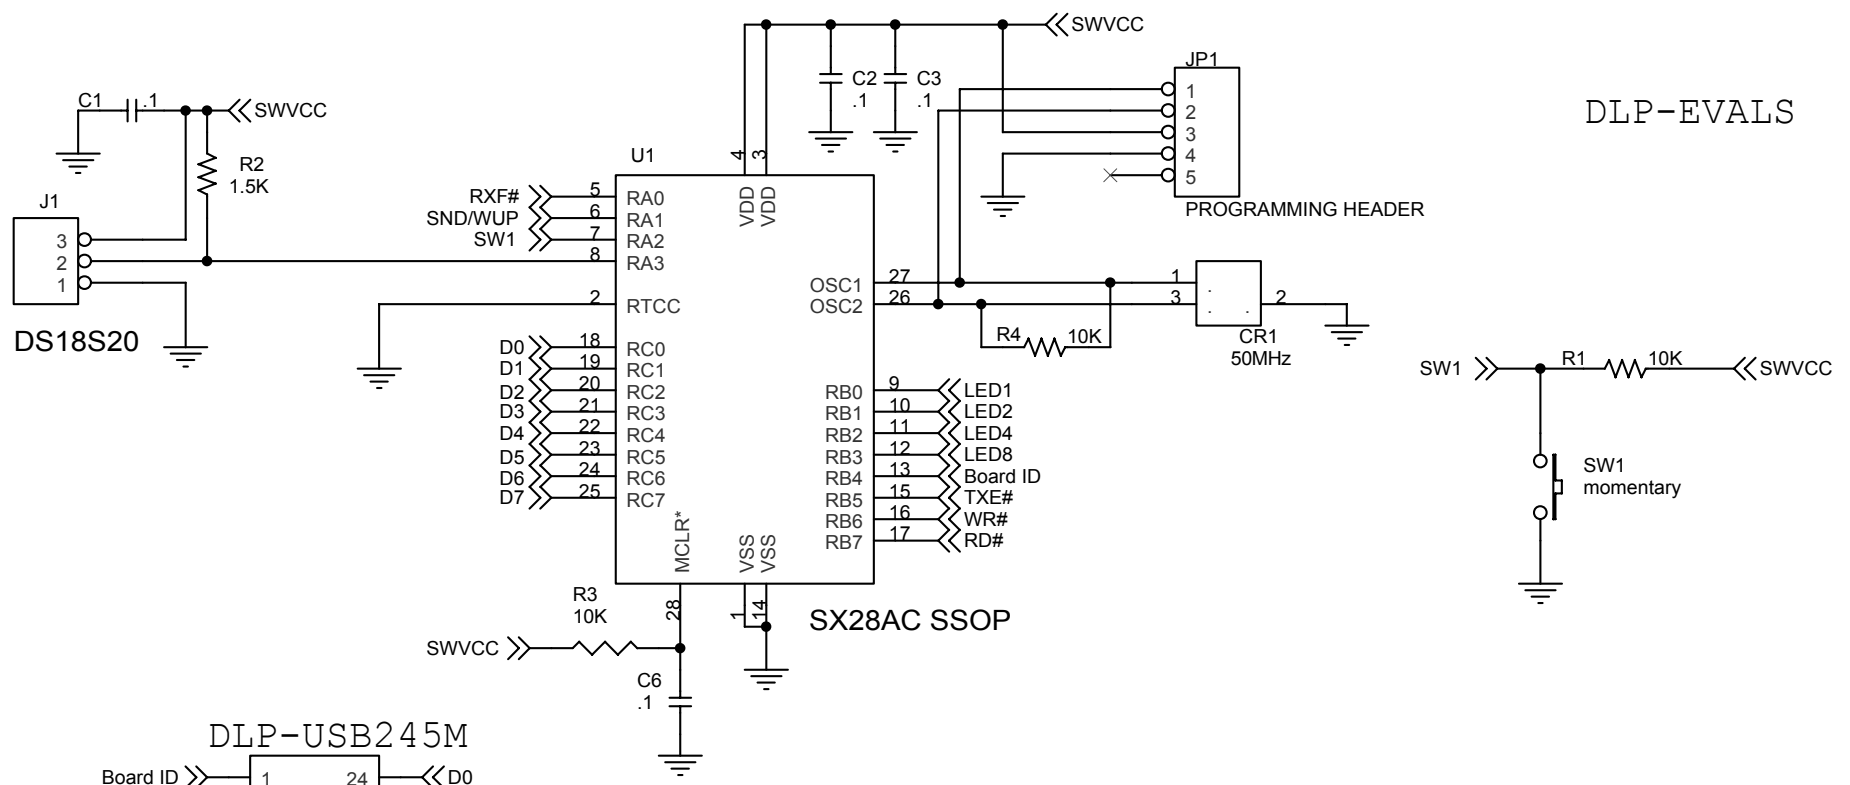 SWVCC
JP1
C2
.1
C3
.1
1
2
3
4
5
PROGRAMMING HEADER
DLP-EVALS
C1
.1
SWVCC
R2
1.5K
J1
3
2
1
DS18S20
U1
4
3
VDD
VDD
RXF# 5 RA0
SND/WUP 6 RA1
SW1 7 RA2
8 RA3
2 RTCC
D0 18 RC0
D1 19 RC1
D2 20 RC2
D3 21 RC3
D4 22 RC4
D5 23 RC5
D6 24 RC6
D7 25 RC7
OSC1 27
OSC2 26
1
3
2
R4 10K
CR1
50MHz
RB0 9 LED1
RB1 10 LED2
RB2 11 LED4
RB3 12 LED8
RB4 13 Board ID
RB5 15 TXE#
RB6 16 WR#
RB7 17 RD#
MCLR*
VSS
VSS
28
1
14
SX28AC SSOP
R3
10K
SWVCC
C6
.1
SW1
R1 10K
SWVCC
SW1
momentary
DLP-USB245M
Board ID 1 24 D0